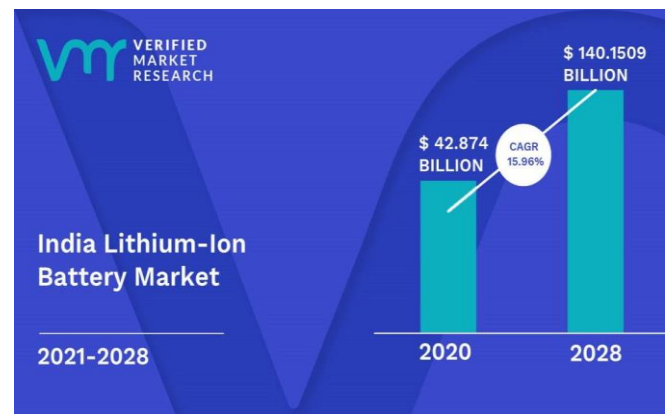 VMR
VERIFIED
MARKET
RESEARCH
$ 140.1509
BILLION
$ 42.874
BILLION
CAGR
15.96%
India Lithium-Ion
Battery Market
2021-2028
2020
2028